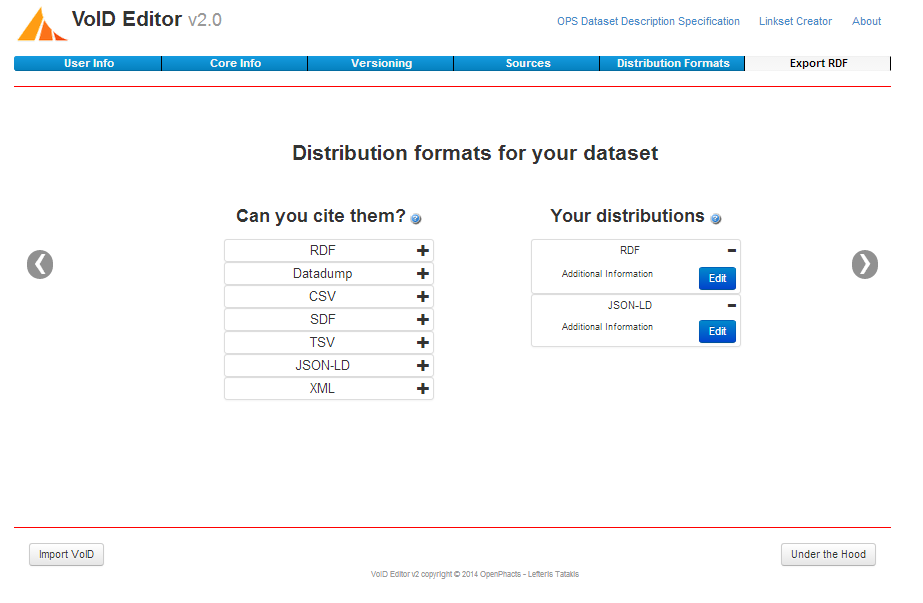 VoID Editor v2.0
OPS Dataset Description Specification Linkset Creator About
User Info Core Info Versioning Sources Distribution Formats Export RDF
Distribution formats for your dataset
Can you cite them?
RDF
Datadump
CSV
SDF
TSV
JSON-LD
XML
Your distributions
RDF
Additional Information
Edit
JSON-LD
Additional Information
Edit
Import VoID
Under the Hood
VoID Editor v2 copyright © 2014 OpenPhacts - Lefteris Tatakis